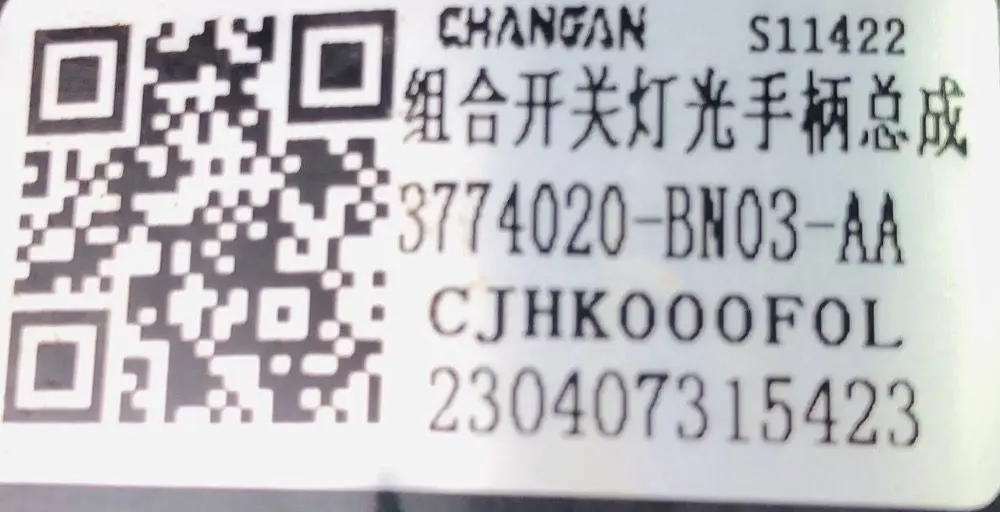 CHANGAN S11422
组合开关灯光手柄总成
3774020-BN03-AA
CJHK000F0L
230407315423